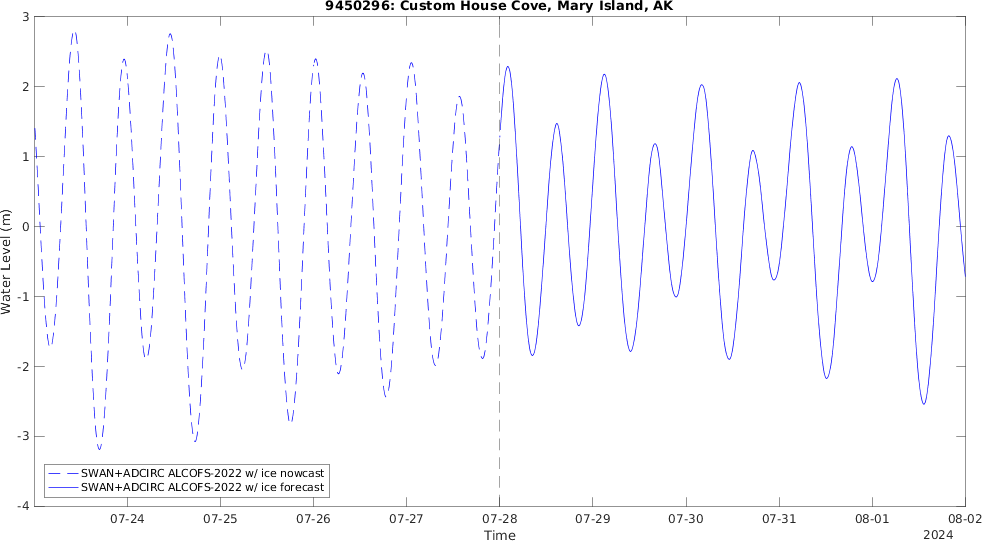 9450296: Custom House Cove, Mary Island, AK
3
2
1
0
-1
-2
-3
-4
Water Level (m)
SWAN+ADCIRC ALCOFS-2022 w/ ice nowcast
SWAN+ADCIRC ALCOFS-2022 w/ ice forecast
07-24 07-25 07-26 07-27 07-28 07-29 07-30 07-31 08-01 08-02
Time
2024